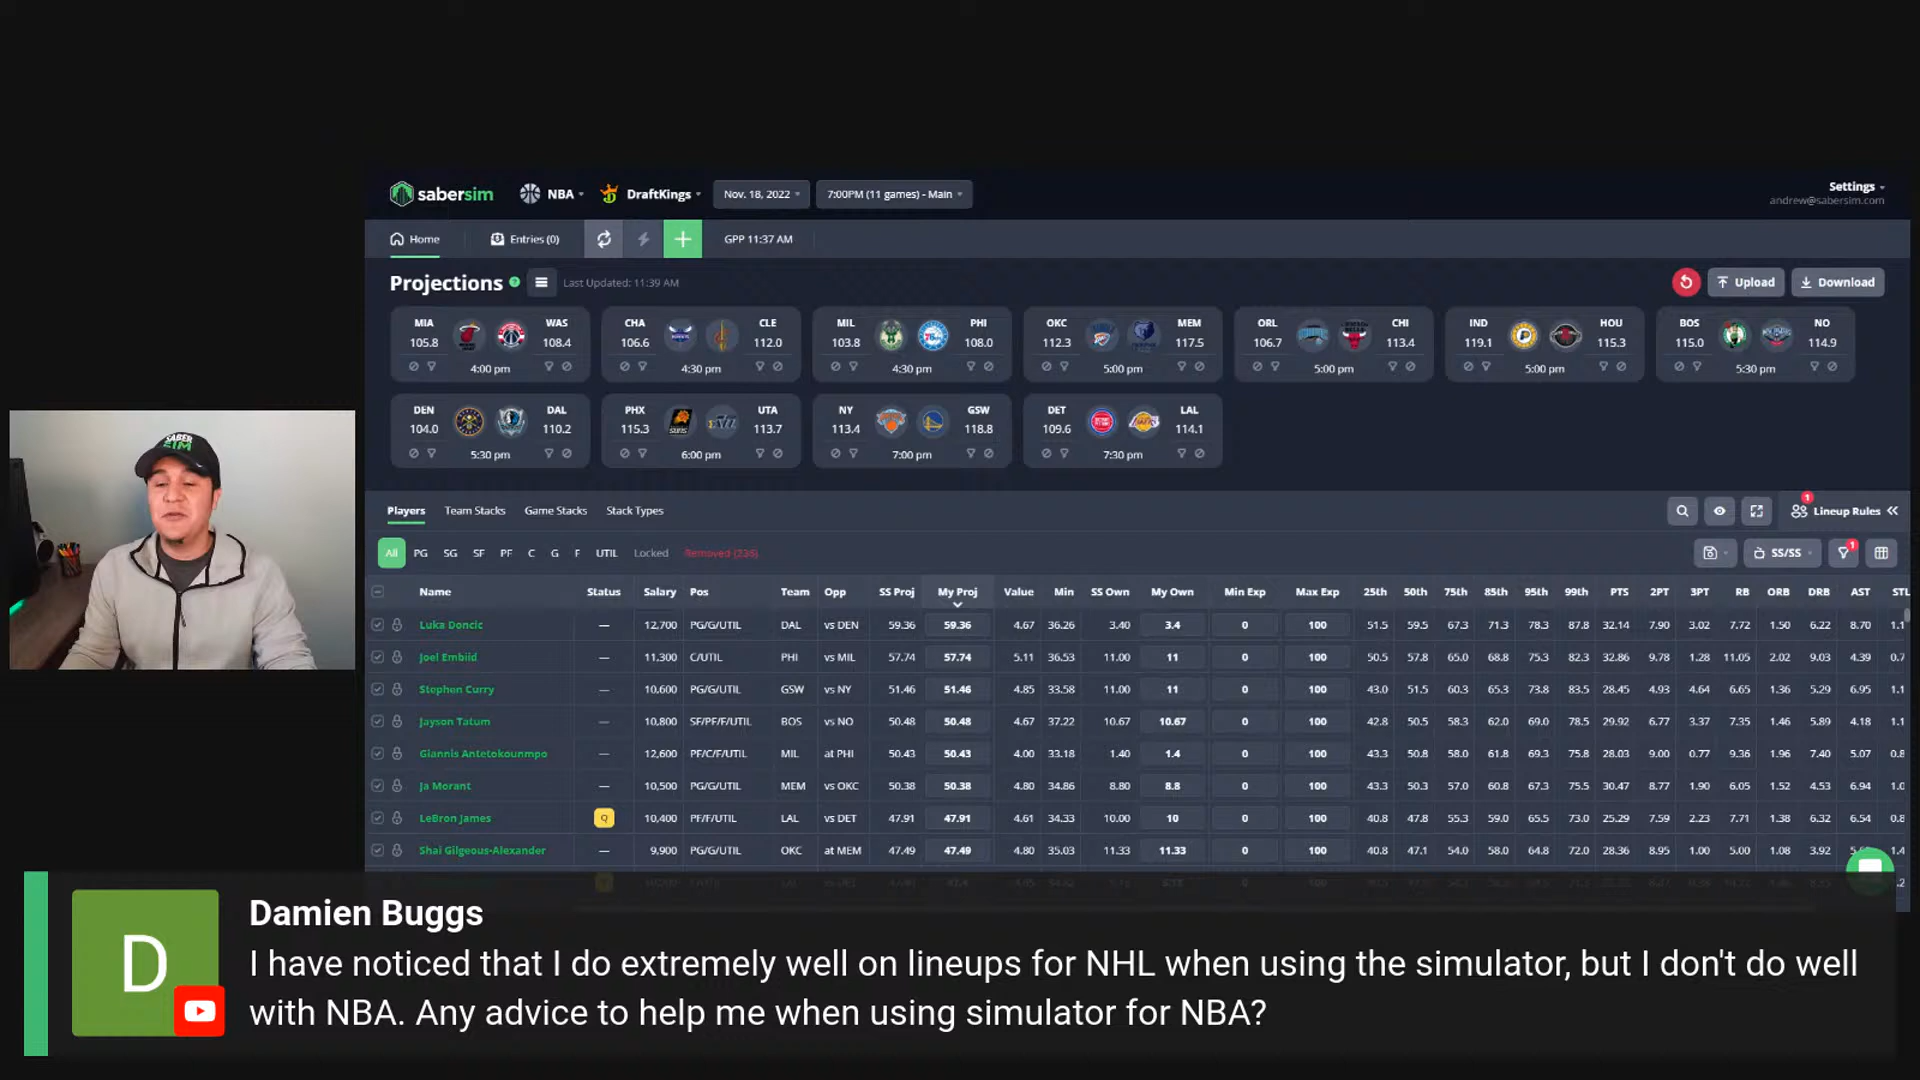 sabersim NBA DraftKings Nov. 18, 2022 7:00PM (11 games) - Main Settings
andrew@sabersim.com
Home Entries (0) GPP 11:37 AM
Projections Last Updated: 11:39 AM Upload Download
MIA WAS CHA CLE MIL PHI OKC MEM ORL CHI IND HOU BOS NO
105.8 108.4 106.6 112.0 103.8 108.0 112.3 117.5 106.7 113.4 119.1 115.3 115.0 114.9
4:00 pm 4:30 pm 4:30 pm 5:00 pm 5:00 pm 5:00 pm 5:30 pm
DEN DAL PHX UTA NY GSW DET LAL
104.0 110.2 115.3 113.7 113.4 118.8 109.6 114.1
5:30 pm 6:00 pm 7:00 pm 7:30 pm
Players Team Stacks Game Stacks Stack Types 1 Lineup Rules
All PG SG SF PF C G F UTIL Locked Removed (236) SS/SS 1
Name Status Salary Pos Team Opp SS Proj My Proj Value Min SS Own My Own Min Exp Max Exp 25th 50th 75th 85th 95th 99th PTS 2PT 3PT RB ORB DRB AST STL
Luka Doncic — 12,700 PG/G/UTIL DAL vs DEN 59.36 59.36 4.67 36.26 3.40 3.4 0 100 51.5 59.5 67.3 71.3 78.3 87.8 32.14 7.90 3.02 7.72 1.50 6.22 8.70 1.1
Joel Embiid — 11,300 C/UTIL PHI vs MIL 57.74 57.74 5.11 36.53 11.00 11 0 100 50.5 57.8 65.0 68.8 75.3 82.3 32.86 9.78 1.28 11.05 2.02 9.03 4.39 0.7
Stephen Curry — 10,600 PG/G/UTIL GSW vs NY 51.46 51.46 4.85 33.58 11.00 11 0 100 43.0 51.5 60.3 65.3 73.8 83.5 28.45 4.93 4.64 6.65 1.36 5.29 6.95 1.1
Jayson Tatum — 10,800 SF/PF/F/UTIL BOS vs NO 50.48 50.48 4.67 37.22 10.67 10.67 0 100 42.8 50.5 58.3 62.0 69.0 78.5 29.92 6.77 3.37 7.35 1.46 5.89 4.18 1.1
Giannis Antetokounmpo — 12,600 PF/C/F/UTIL MIL at PHI 50.43 50.43 4.00 33.18 1.40 1.4 0 100 43.3 50.8 58.0 61.8 69.3 75.8 28.03 9.00 0.77 9.36 1.96 7.40 5.07 0.8
Ja Morant — 10,500 PG/G/UTIL MEM vs OKC 50.38 50.38 4.80 34.86 8.80 8.8 0 100 43.3 50.3 57.0 60.8 67.3 75.5 30.47 8.77 1.90 6.05 1.52 4.53 6.94 1.0
LeBron James Q 10,400 PF/F/UTIL LAL vs DET 47.91 47.91 4.61 34.33 10.00 10 0 100 40.8 47.8 55.3 59.0 65.5 73.0 25.29 7.59 2.23 7.71 1.38 6.32 6.54 0.8
Shai Gilgeous-Alexander — 9,900 PG/G/UTIL OKC at MEM 47.49 47.49 4.80 35.03 11.33 11.33 0 100 40.8 47.1 54.0 58.0 64.8 72.0 28.36 8.95 1.00 5.00 1.08 3.92 1.4
SABER
SIM
D
Damien Buggs
I have noticed that I do extremely well on lineups for NHL when using the simulator, but I don't do well
with NBA. Any advice to help me when using simulator for NBA?